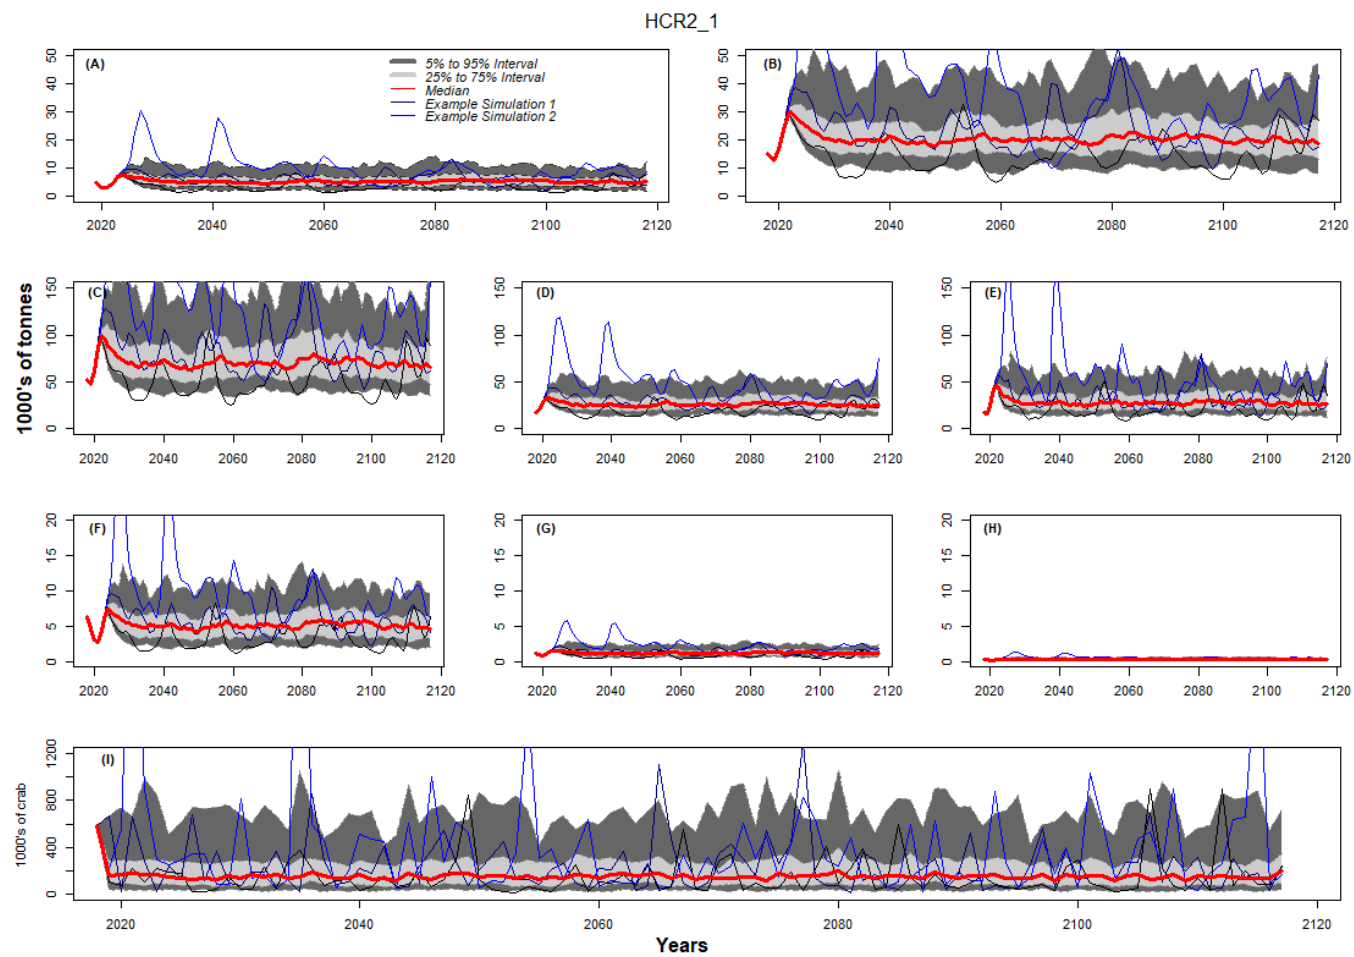 HCR2_1
(A)
5% to 95% Interval
25% to 75% Interval
Median
Example Simulation 1
Example Simulation 2
0 10 20 30 40 50
2020 2040 2060 2080 2100 2120
(B)
0 10 20 30 40 50
2020 2040 2060 2080 2100 2120
1000's of tonnes
(C)
0 50 100 150
2020 2040 2060 2080 2100 2120
(D)
0 50 100 150
2020 2040 2060 2080 2100 2120
(E)
0 50 100 150
2020 2040 2060 2080 2100 2120
(F)
0 5 10 15 20
2020 2040 2060 2080 2100 2120
(G)
0 5 10 15 20
2020 2040 2060 2080 2100 2120
(H)
0 5 10 15 20
2020 2040 2060 2080 2100 2120
1000's of crab
(I)
0 400 800 1200
2020 2040 2060 2080 2100 2120
Years